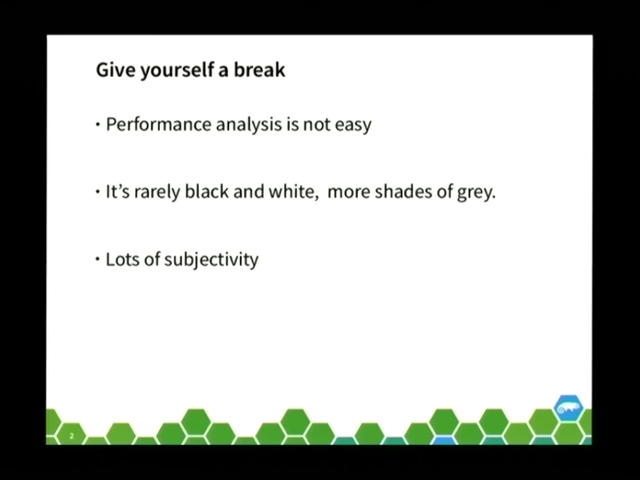 Give yourself a break
• Performance analysis is not easy
• It's rarely black and white,  more shades of grey.
• Lots of subjectivity
2